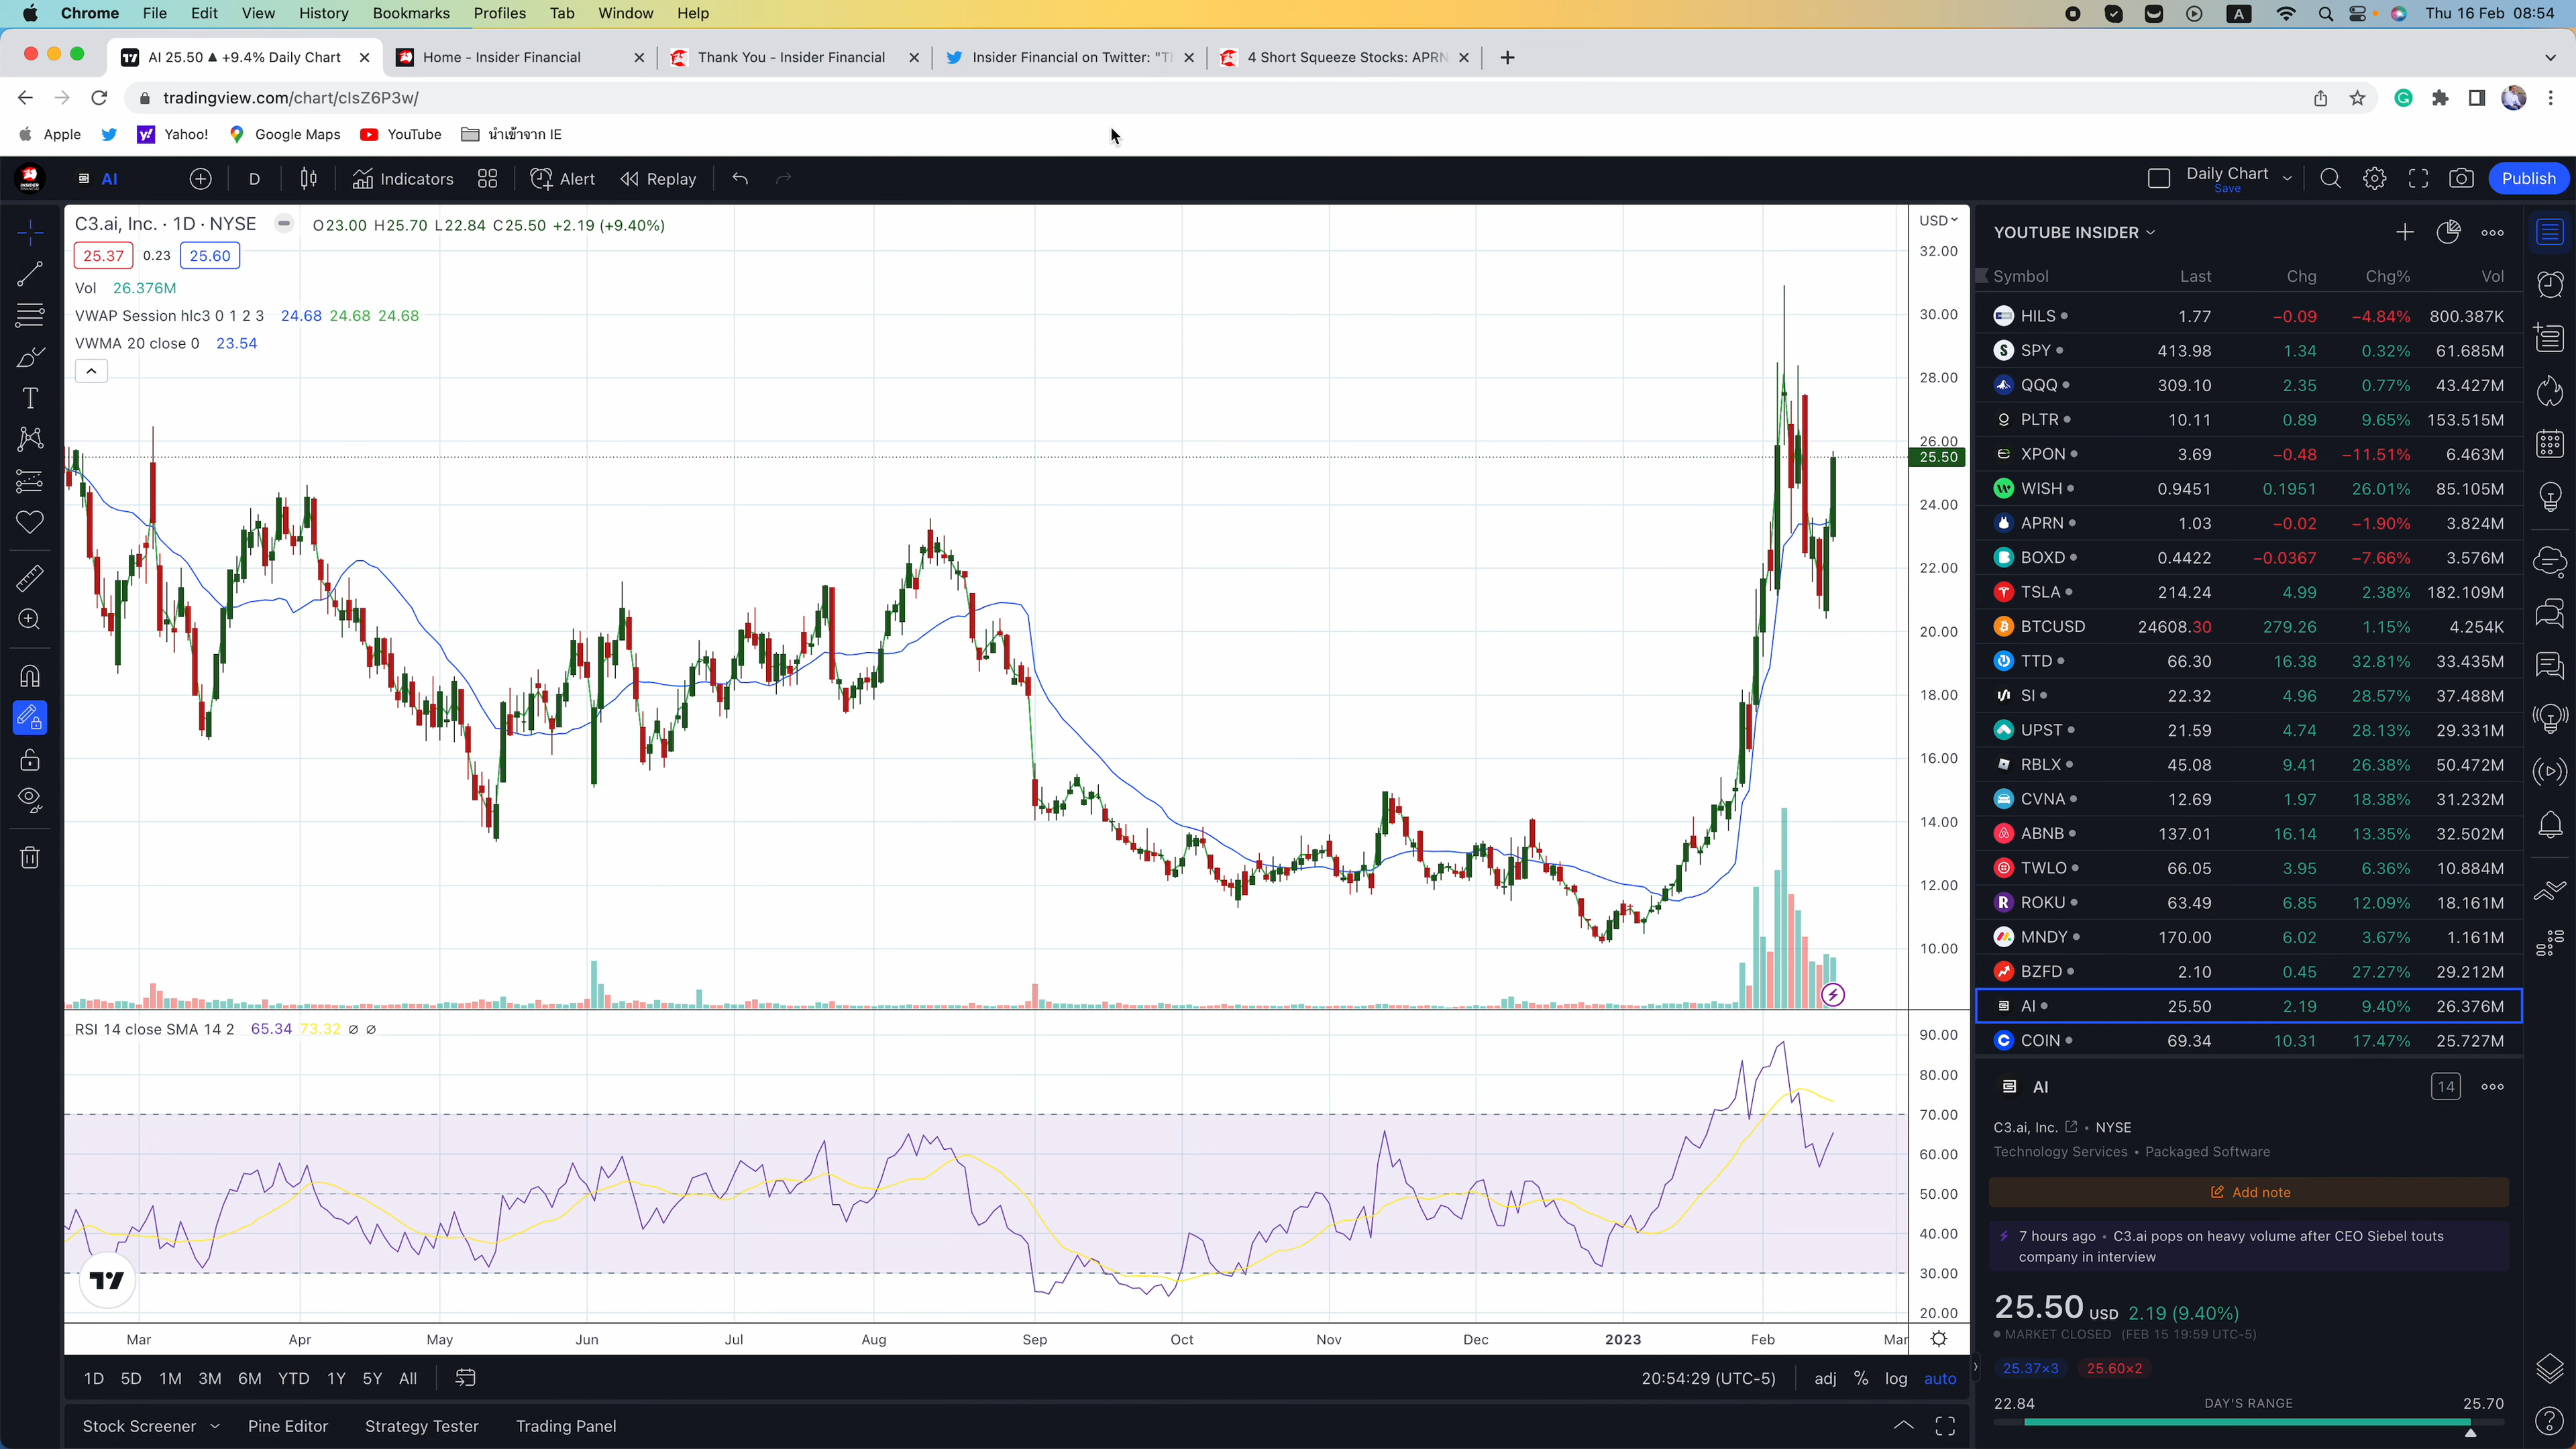 Chrome File Edit View History Bookmarks Profiles Tab Window Help A Thu 16 Feb 08:54
AI 25.50 ▲ +9.4% Daily Chart Home - Insider Financial Thank You - Insider Financial Insider Financial on Twitter: "Th 4 Short Squeeze Stocks: APRN
tradingview.com/chart/clsZ6P3w/
Apple Yahoo! Google Maps YouTube นำเข้าจาก IE
AI D Indicators Alert Replay Daily Chart Save Publish
C3.ai, Inc. · 1D · NYSE O23.00 H25.70 L22.84 C25.50 +2.19 (+9.40%)
25.37 0.23 25.60
Vol 26.376M
VWAP Session hlc3 0 1 2 3 24.68 24.68 24.68
VWMA 20 close 0 23.54
USD
32.00
30.00
28.00
26.00
25.50
24.00
22.00
20.00
18.00
16.00
14.00
12.00
10.00
RSI 14 close SMA 14 2 65.34 73.32 ø ø
90.00
80.00
70.00
60.00
50.00
40.00
30.00
20.00
Mar Apr May Jun Jul Aug Sep Oct Nov Dec 2023 Feb Mar
1D 5D 1M 3M 6M YTD 1Y 5Y All 20:54:29 (UTC-5) adj % log auto
Stock Screener Pine Editor Strategy Tester Trading Panel
YOUTUBE INSIDER
Symbol Last Chg Chg% Vol
HILS 1.77 −0.09 −4.84% 800.387K
SPY 413.98 1.34 0.32% 61.685M
QQQ 309.10 2.35 0.77% 43.427M
PLTR 10.11 0.89 9.65% 153.515M
XPON 3.69 −0.48 −11.51% 6.463M
WISH 0.9451 0.1951 26.01% 85.105M
APRN 1.03 −0.02 −1.90% 3.824M
BOXD 0.4422 −0.0367 −7.66% 3.576M
TSLA 214.24 4.99 2.38% 182.109M
BTCUSD 24608.30 279.26 1.15% 4.254K
TTD 66.30 16.38 32.81% 33.435M
SI 22.32 4.96 28.57% 37.488M
UPST 21.59 4.74 28.13% 29.331M
RBLX 45.08 9.41 26.38% 50.472M
CVNA 12.69 1.97 18.38% 31.232M
ABNB 137.01 16.14 13.35% 32.502M
TWLO 66.05 3.95 6.36% 10.884M
ROKU 63.49 6.85 12.09% 18.161M
MNDY 170.00 6.02 3.67% 1.161M
BZFD 2.10 0.45 27.27% 29.212M
AI 25.50 2.19 9.40% 26.376M
COIN 69.34 10.31 17.47% 25.727M
AI 14
C3.ai, Inc. • NYSE
Technology Services • Packaged Software
Add note
7 hours ago • C3.ai pops on heavy volume after CEO Siebel touts
company in interview
25.50 USD 2.19 (9.40%)
MARKET CLOSED (FEB 15 19:59 UTC-5)
25.37×3 25.60×2
22.84 DAY'S RANGE 25.70